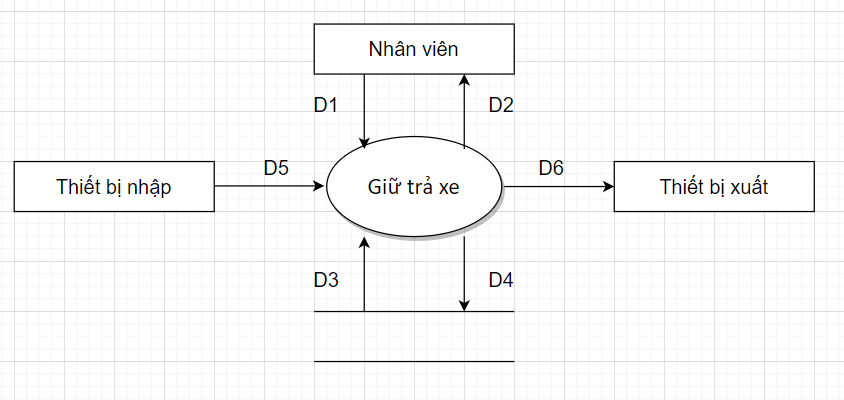 Nhân viên
D1
D2
Thiết bị nhập
D5
Giữ trả xe
D6
Thiết bị xuất
D3
D4